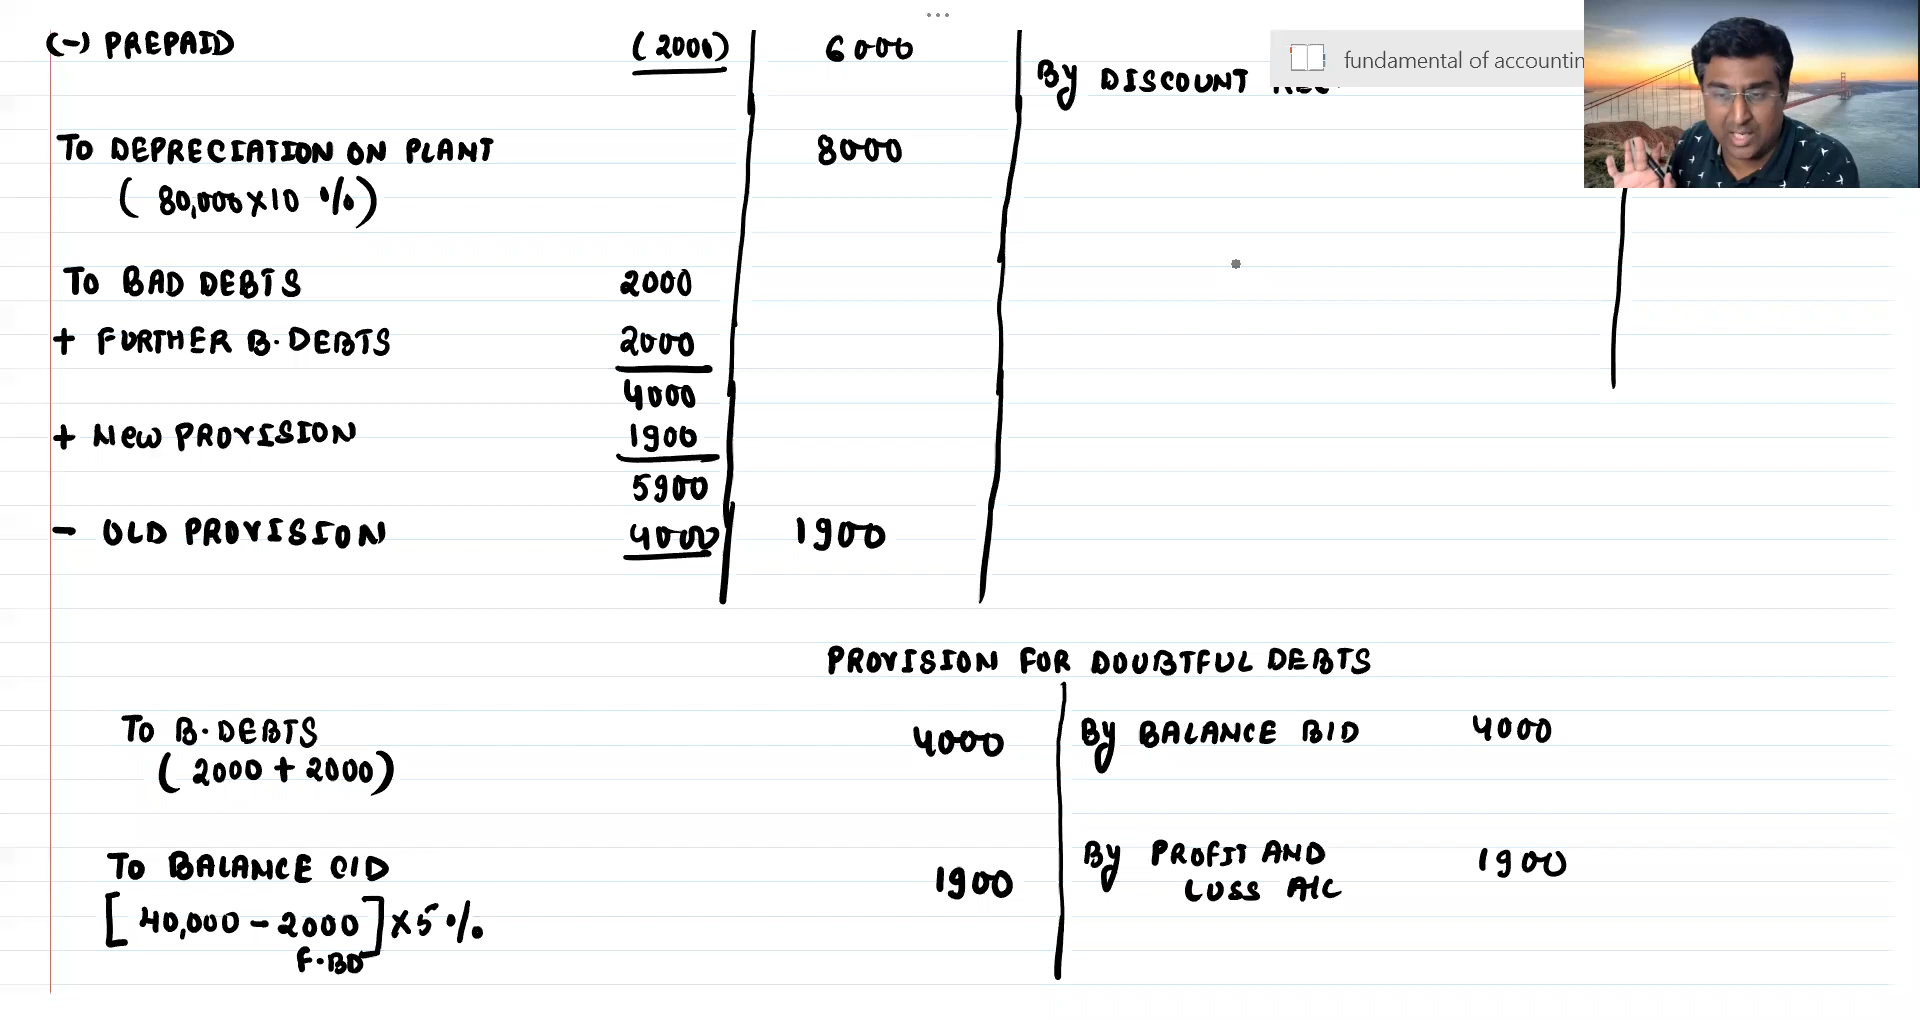 (-) PREPAID (2000) 6000
By DISCOUNT
fundamental of accountin
To DEPRECIATION ON PLANT 8000
( 80,000 X 10 %)
To BAD DEBTS 2000
+ FURTHER B. DEBTS 2000
4000
+ New PROVISION 1900
5900
- OLD PROVISION 4000 1900
PROVISION FOR DOUBTFUL DEBTS
To B. DEBTS 4000 By BALANCE B/D 4000
( 2000 + 2000)
To BALANCE C/D 1900 By PROFIT AND 1900
LOSS A/C
[ 40,000 - 2000 ] X 5 %
F.BD